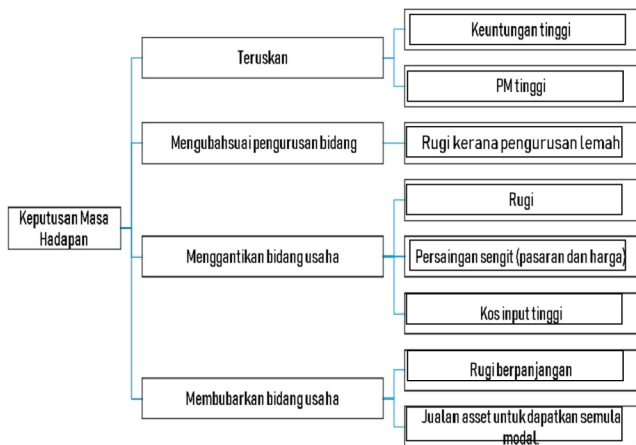 Keputusan Masa
Hadapan
Teruskan
Keuntungan tinggi
PM tinggi
Mengubahsuai pengurusan bidang
Rugi kerana pengurusan lemah
Menggantikan bidang usaha
Rugi
Persaingan sengit (pasaran dan harga)
Kos input tinggi
Membubarkan bidang usaha
Rugi berpanjangan
Jualan asset untuk dapatkan semula
modal.